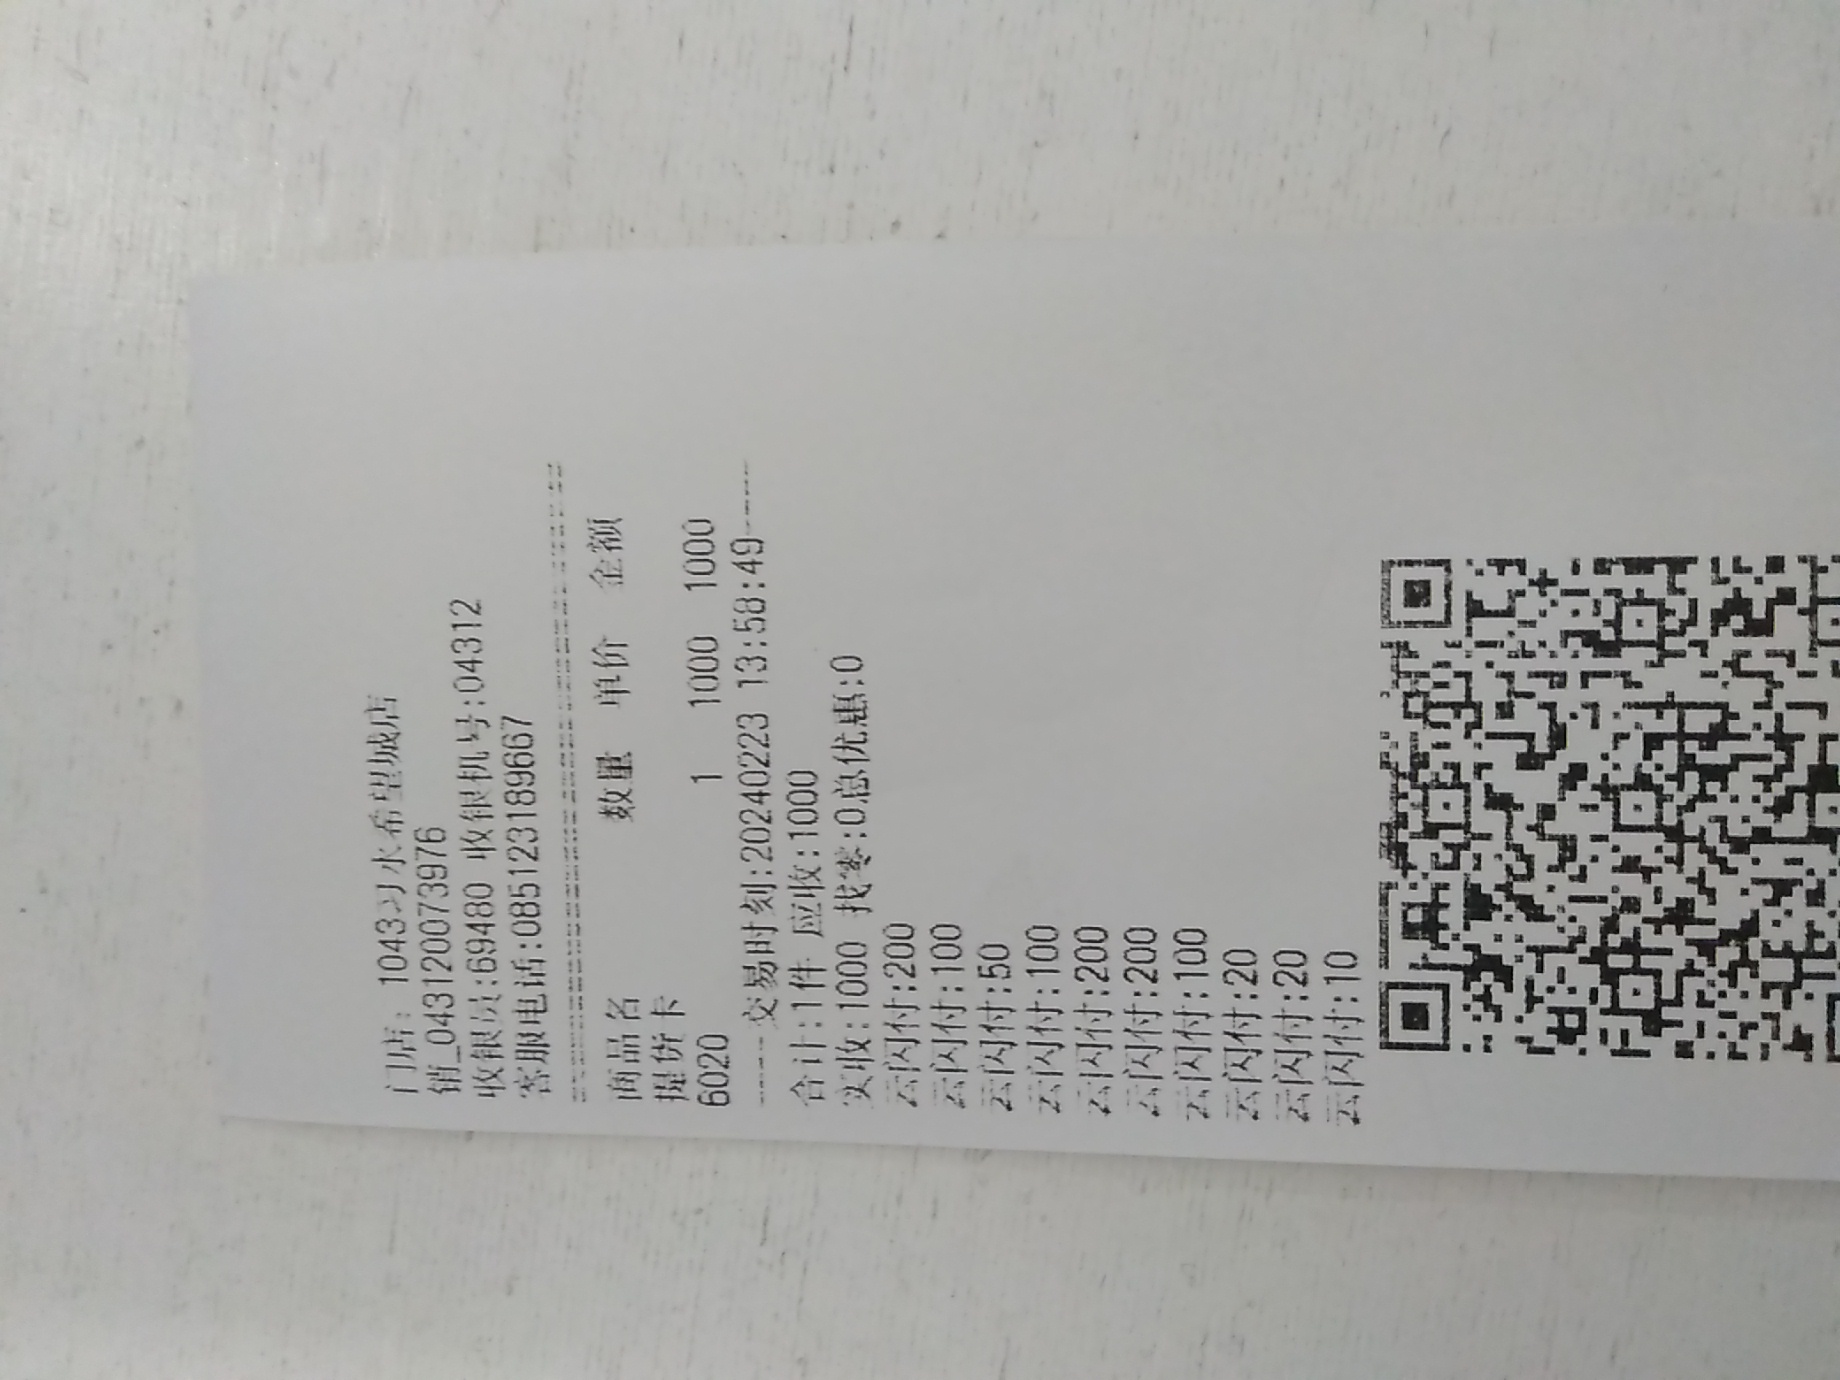 门店: 1043习水希望城店
销_043120073976
收银员:69480 收银机号:04312
客服电话:085123189667
商品名 数量 单价 金额
提货卡
6020 1 1000 1000
----交易时刻:20240223 13:58:49----
合计:1件 应收:1000
实收:1000 找零:0总优惠:0
云闪付:200
云闪付:100
云闪付:50
云闪付:100
云闪付:200
云闪付:200
云闪付:100
云闪付:20
云闪付:20
云闪付:10